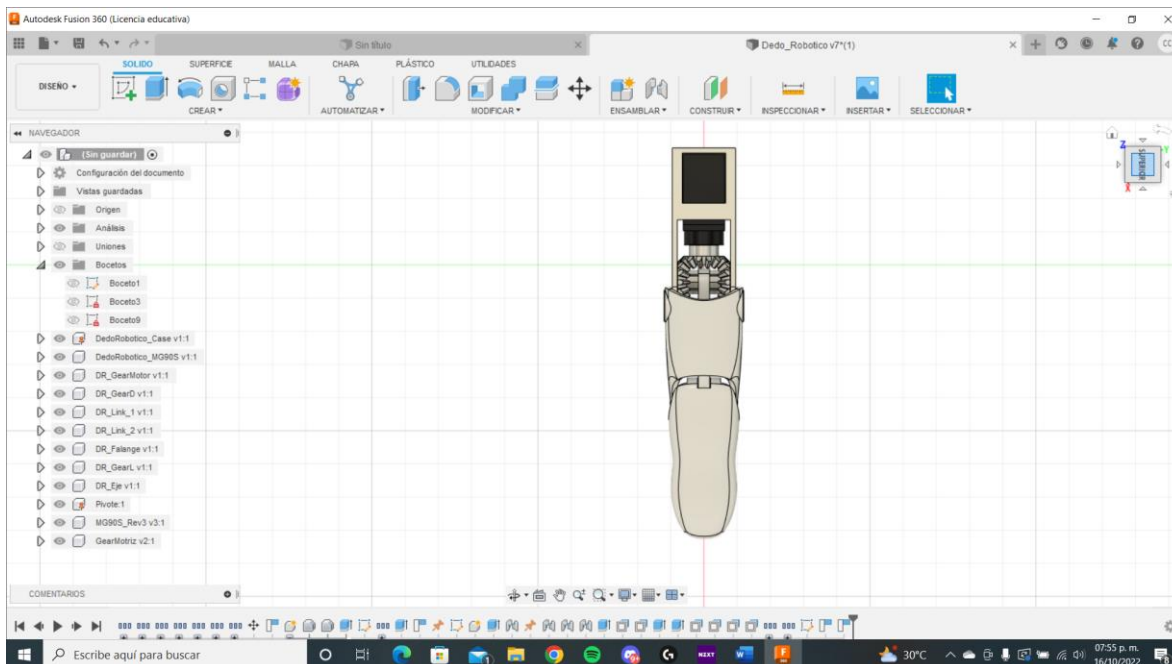 Autodesk Fusion 360 (Licencia educativa)
Sin título
Dedo_Robotico v7*(1)
SOLIDO SUPERFICIE MALLA CHAPA PLÁSTICO UTILIDADES
DISEÑO
CREAR AUTOMATIZAR MODIFICAR ENSAMBLAR CONSTRUIR INSPECCIONAR INSERTAR SELECCIONAR
NAVEGADOR
(Sin guardar)
Configuración del documento
Vistas guardadas
Origen
Análisis
Uniones
Bocetos
Boceto1
Boceto3
Boceto9
DedoRobotico_Case v1:1
DedoRobotico_MG90S v1:1
DR_GearMotor v1:1
DR_GearD v1:1
DR_Link_1 v1:1
DR_Link_2 v1:1
DR_Falange v1:1
DR_GearL v1:1
DR_Eje v1:1
Pivote:1
MG90S_Rev3 v3:1
GearMotriz v2:1
Z
Y
SUPERIOR
X
COMENTARIOS
Escribe aquí para buscar
NEXT
30°C
07:55 p. m.
16/10/2022